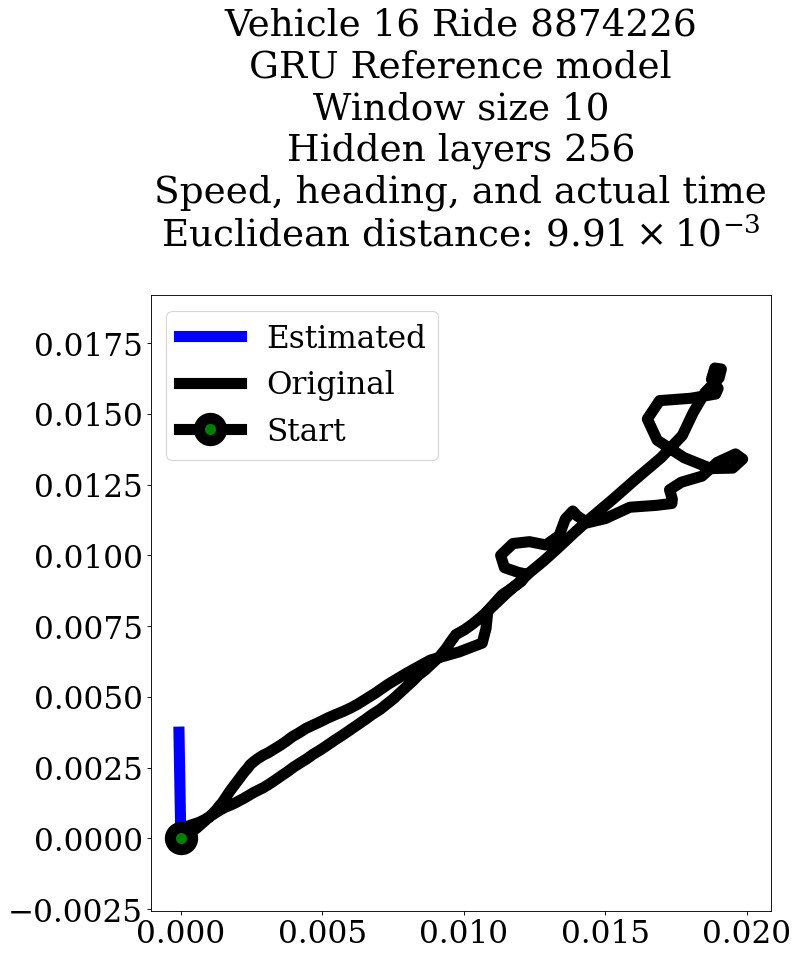 Vehicle 16 Ride 8874226
GRU Reference model
Window size 10
Hidden layers 256
Speed, heading, and actual time
Euclidean distance: 9.91 × 10⁻³
Estimated
Original
Start
0.0175
0.0150
0.0125
0.0100
0.0075
0.0050
0.0025
0.0000
−0.0025
0.000 0.005 0.010 0.015 0.020